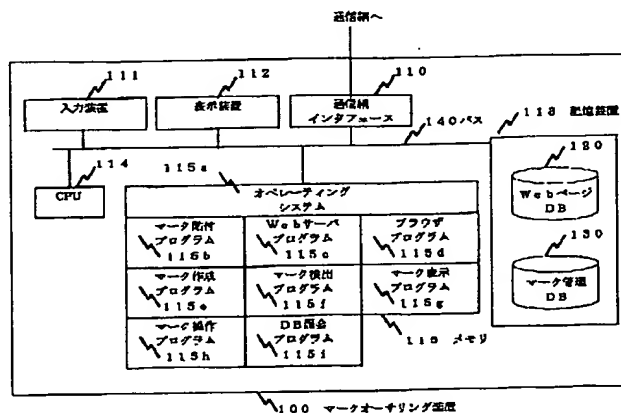 通信網へ
111
112
110
入力装置
表示装置
通信網
インタフェース
140バス
113 記憶装置
114
CPU
115a
オペレーティング
システム
120
Webページ
DB
マーク貼付
プログラム
115b
Webサーバ
プログラム
115c
ブラウザ
プログラム
115d
130
マーク管理
DB
マーク作成
プログラム
115e
マーク検出
プログラム
115f
マーク表示
プログラム
115g
マーク操作
プログラム
115h
DB照会
プログラム
115i
115 メモリ
100 マークオーサリング装置